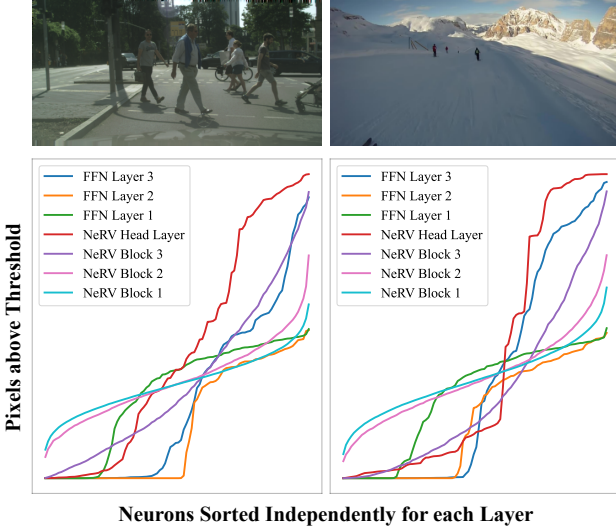 FFN Layer 3
FFN Layer 2
FFN Layer 1
NeRV Head Layer
NeRV Block 3
NeRV Block 2
NeRV Block 1
FFN Layer 3
FFN Layer 2
FFN Layer 1
NeRV Head Layer
NeRV Block 3
NeRV Block 2
NeRV Block 1
Pixels above Threshold
Neurons Sorted Independently for each Layer